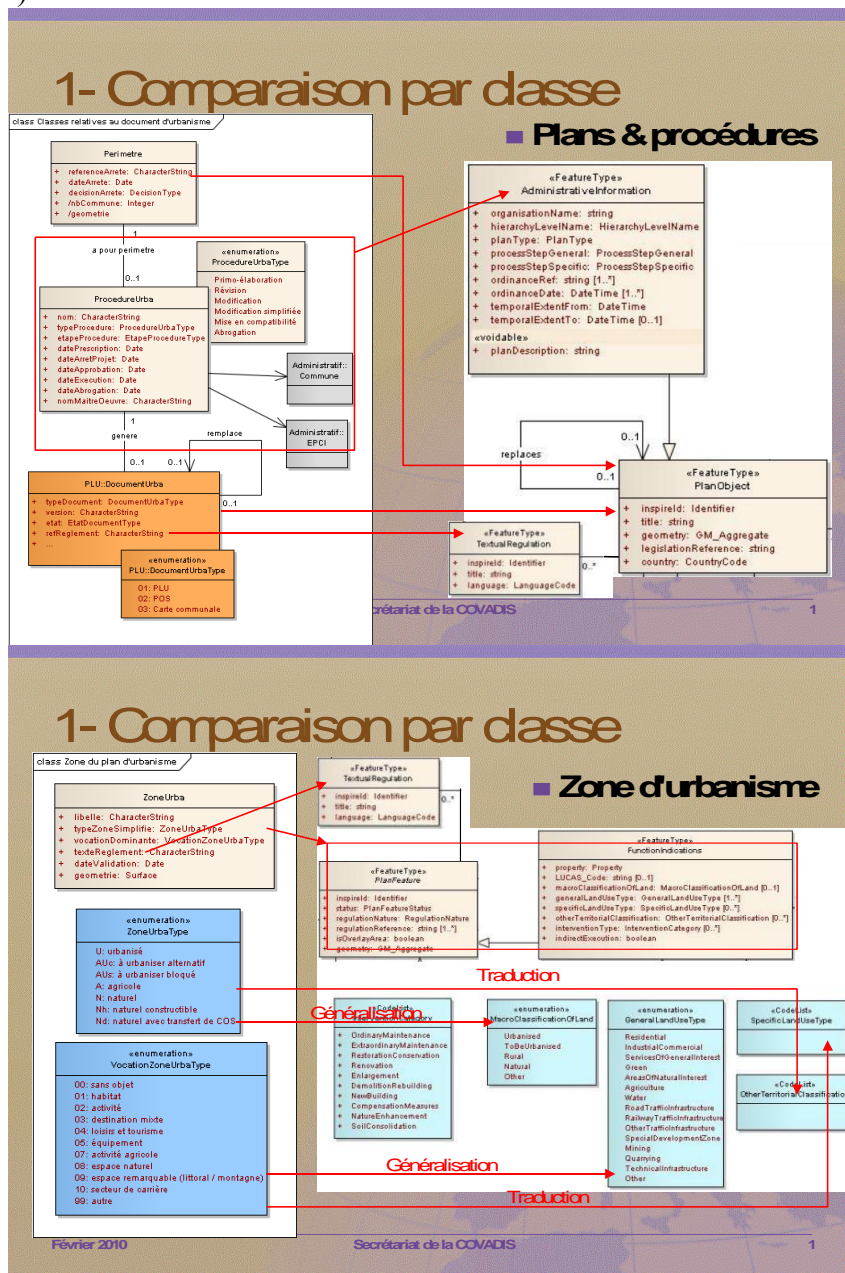 1- Comparaison par classe
class Classes relatives au document d'urbanisme
Plans & procédures
Perimetre
+ referenceArrete: CharacterString
+ dateArrete: Date
+ decisionArrete: DecisionType
+ /nbCommune: Integer
+ /geometrie
1
a pour perimetre
0..1
«enumeration»
ProcedureUrbaType
Primo-élaboration
Révision
Modification
Modification simplifiée
Mise en compatibilité
Abrogation
ProcedureUrba
+ nom: CharacterString
+ typeProcedure: ProcedureUrbaType
+ etapeProcedure: EtapeProcedureType
+ datePrescription: Date
+ dateArretProjet: Date
+ dateApprobation: Date
+ dateExecution: Date
+ dateAbrogation: Date
+ nomMaitreOeuvre: CharacterString
Administratif::
Commune
Administratif::
EPCI
1
genere
0..1
remplace
0..1
0..1
PLU::DocumentUrba
+ typeDocument: DocumentUrbaType
+ version: CharacterString
+ etat: EtatDocumentType
+ refReglement: CharacterString
+ ...
«enumeration»
PLU::DocumentUrbaType
01: PLU
02: POS
03: Carte communale
«FeatureType»
AdministrativeInformation
+ organisationName: string
+ hierarchyLevelName: HierarchyLevelName
+ planType: PlanType
+ processStepGeneral: ProcessStepGeneral
+ processStepSpecific: ProcessStepSpecific
+ ordinanceRef: string [1..*]
+ ordinanceDate: DateTime [1..*]
+ temporalExtentFrom: DateTime
+ temporalExtentTo: DateTime [0..1]
«voidable»
+ planDescription: string
replaces
0..1
0..1
«FeatureType»
PlanObject
+ inspireId: Identifier
+ title: string
+ geometry: GM_Aggregate
+ legislationReference: string
+ country: CountryCode
«FeatureType»
TextualRegulation
+ inspireId: Identifier
+ title: string
+ language: LanguageCode
0..*
crétariat de la COVADIS
1
1- Comparaison par classe
class Zone du plan d'urbanisme
Zone d'urbanisme
ZoneUrba
+ libelle: CharacterString
+ typeZoneSimplifie: ZoneUrbaType
+ vocationDominante: VocationZoneUrbaType
+ texteReglement: CharacterString
+ dateValidation: Date
+ geometrie: Surface
«enumeration»
ZoneUrbaType
U: urbanisé
AUc: à urbaniser alternatif
AUs: à urbaniser bloqué
A: agricole
N: naturel
Nh: naturel constructible
Nd: naturel avec transfert de COS
«enumeration»
VocationZoneUrbaType
00: sans objet
01: habitat
02: activité
03: destination mixte
04: loisirs et tourisme
05: équipement
07: activité agricole
08: espace naturel
09: espace remarquable (littoral / montagne)
10: secteur de carrière
99: autre
«FeatureType»
TextualRegulation
+ inspireId: Identifier
+ title: string
+ language: LanguageCode
0..*
«FeatureType»
PlanFeature
+ inspireId: Identifier
+ status: PlanFeatureStatus
+ regulationNature: RegulationNature
+ regulationReference: string [1..*]
+ isOverlayArea: boolean
+ geometry: GM_Aggregate
«FeatureType»
FunctionIndications
+ property: Property
+ LUCAS_Code: string [0..1]
+ macroClassificationOfLand: MacroClassificationOfLand [0..1]
+ generalLandUseType: GeneralLandUseType [1..*]
+ specificLandUseType: SpecificLandUseType [0..*]
+ otherTerritorialClassification: OtherTerritorialClassification [0..*]
+ interventionType: InterventionCategory [0..*]
+ indirectExecution: boolean
Traduction
Généralisation
«CodeList»
+ OrdinaryMaintenance
+ ExtraordinaryMaintenance
+ RestorationConservation
+ Renovation
+ Enlargement
+ DemolitionRebuilding
+ NewBuilding
+ CompensationMeasures
+ NatureEnhancement
+ SoilConsolidation
«enumeration»
MacroClassificationOfLand
Urbanised
ToBeUrbanised
Rural
Natural
Other
«enumeration»
GeneralLandUseType
Residential
IndustrialCommercial
ServicesOfGeneralInterest
Green
AreasOfNaturalInterest
Agriculture
Water
RoadTrafficInfrastructure
RailwayTrafficInfrastructure
OtherTrafficInfrastructure
SpecialDevelopmentZone
Mining
Quarrying
TechnicalInfrastructure
Other
«CodeList»
SpecificLandUseType
«CodeList»
OtherTerritorialClassification
Généralisation
Traduction
Février 2010
Secrétariat de la COVADIS
1